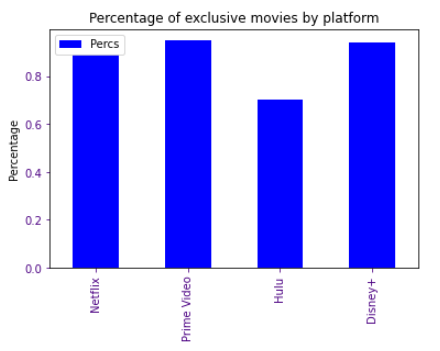 Percentage of exclusive movies by platform
Percs
Percentage
0.8
0.6
0.4
0.2
0.0
Netflix
Prime Video
Hulu
Disney+